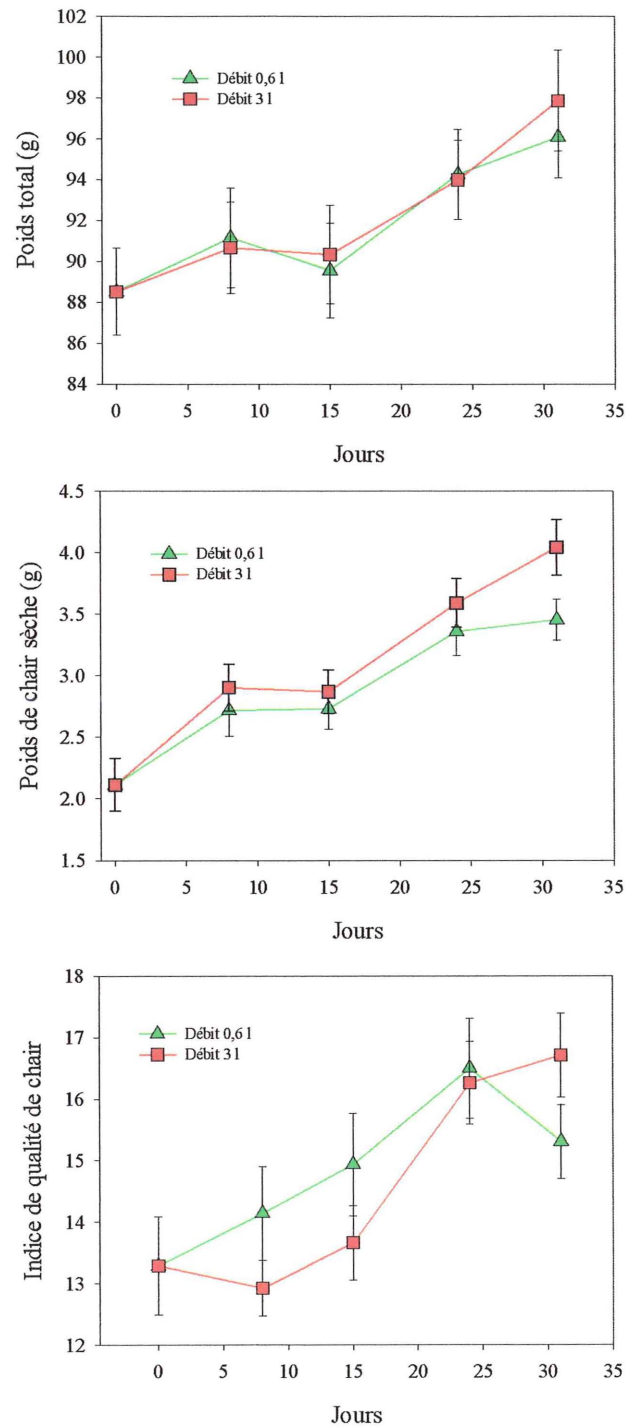 102
100
98
96
94
92
90
88
86
84
Poids total (g)
Débit 0,6 l
Débit 3 l
0 5 10 15 20 25 30 35
Jours
4.5
4.0
3.5
3.0
2.5
2.0
1.5
Poids de chair sèche (g)
Débit 0,6 l
Débit 3 l
0 5 10 15 20 25 30 35
Jours
18
17
16
15
14
13
12
Indice de qualité de chair
Débit 0,6 l
Débit 3 l
0 5 8 15 20 25 30 35
Jours